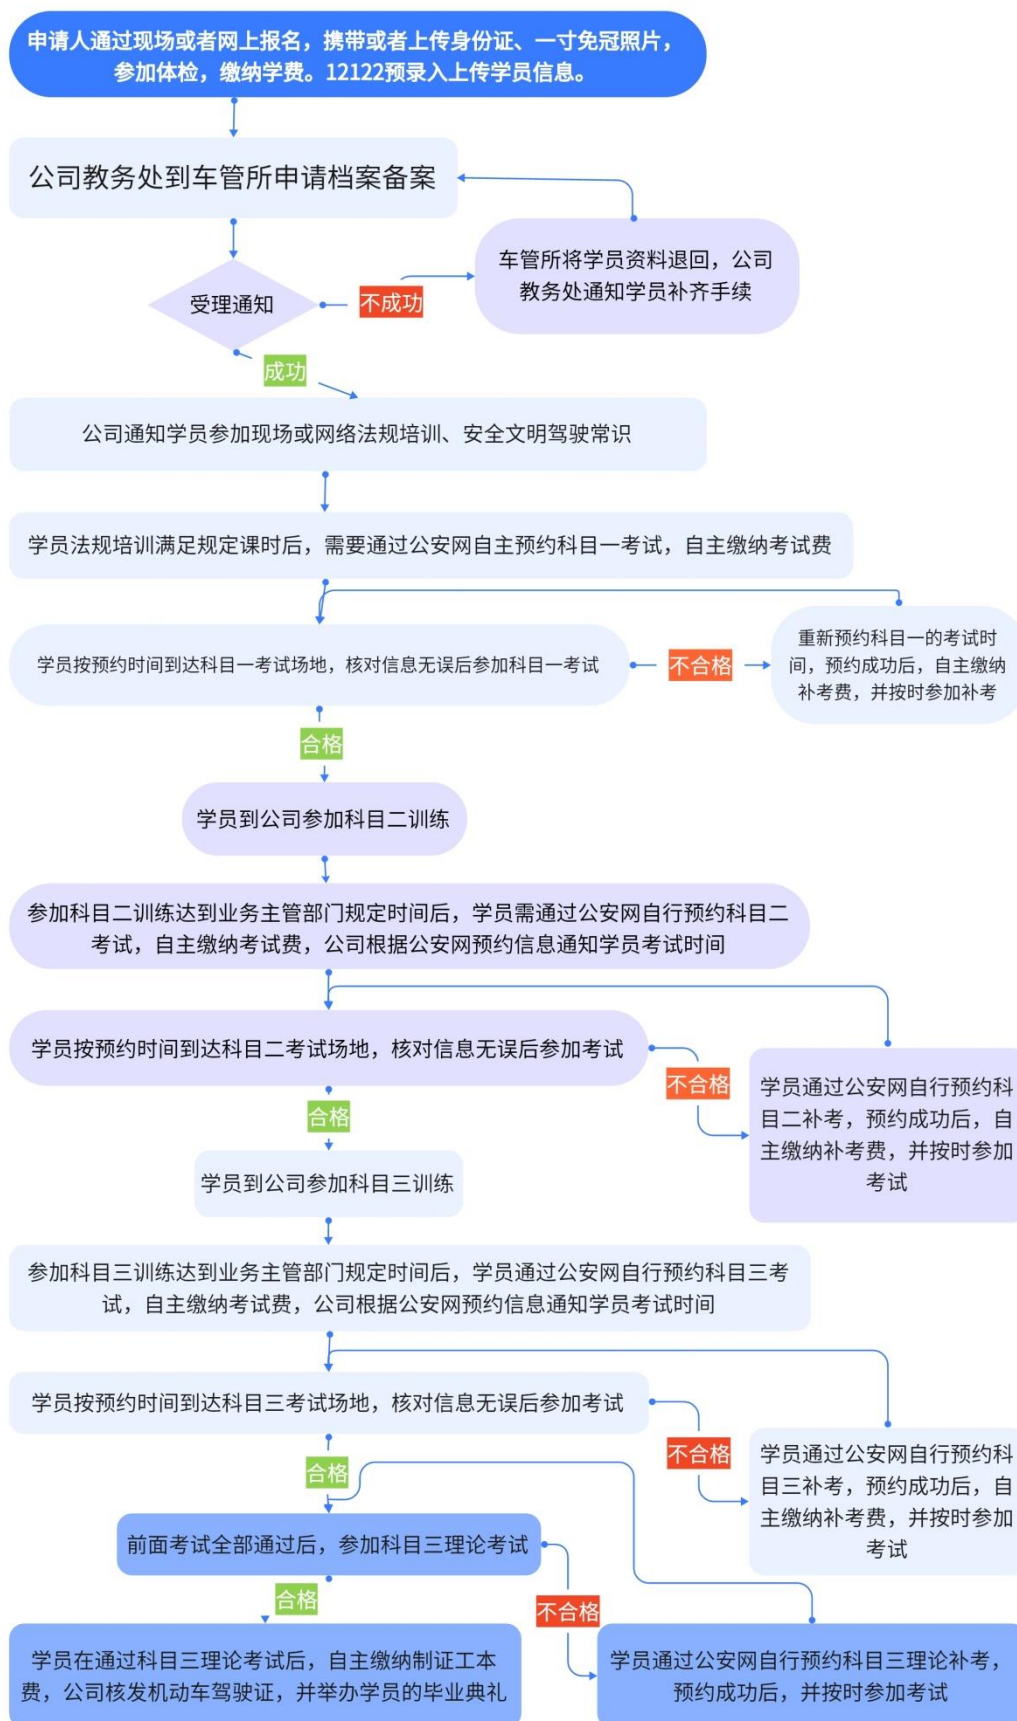 申请人通过现场或者网上报名，携带或者上传身份证、一寸免冠照片，
参加体检，缴纳学费。12122预录入上传学员信息。
公司教务处到车管所申请档案备案
车管所将学员资料退回，公司
教务处通知学员补齐手续
受理通知
不成功
成功
公司通知学员参加现场或网络法规培训、安全文明驾驶常识
学员法规培训满足规定课时后，需要通过公安网自主预约科目一考试，自主缴纳考试费
学员按预约时间到达科目一考试场地，核对信息无误后参加科目一考试
不合格
重新预约科目一的考试时
间，预约成功后，自主缴纳
补考费，并按时参加补考
合格
学员到公司参加科目二训练
参加科目二训练达到业务主管部门规定时间后，学员需通过公安网自行预约科目二
考试，自主缴纳考试费，公司根据公安网预约信息通知学员考试时间
学员按预约时间到达科目二考试场地，核对信息无误后参加考试
不合格
学员通过公安网自行预约科
目二补考，预约成功后，自
主缴纳补考费，并按时参加
考试
合格
学员到公司参加科目三训练
参加科目三训练达到业务主管部门规定时间后，学员通过公安网自行预约科目三考
试，自主缴纳考试费，公司根据公安网预约信息通知学员考试时间
学员按预约时间到达科目三考试场地，核对信息无误后参加考试
不合格
学员通过公安网自行预约科
目三补考，预约成功后，自
主缴纳补考费，并按时参加
考试
合格
前面考试全部通过后，参加科目三理论考试
合格
不合格
学员在通过科目三理论考试后，自主缴纳制证工本
费，公司核发机动车驾驶证，并举办学员的毕业典礼
学员通过公安网自行预约科目三理论补考，
预约成功后，并按时参加考试